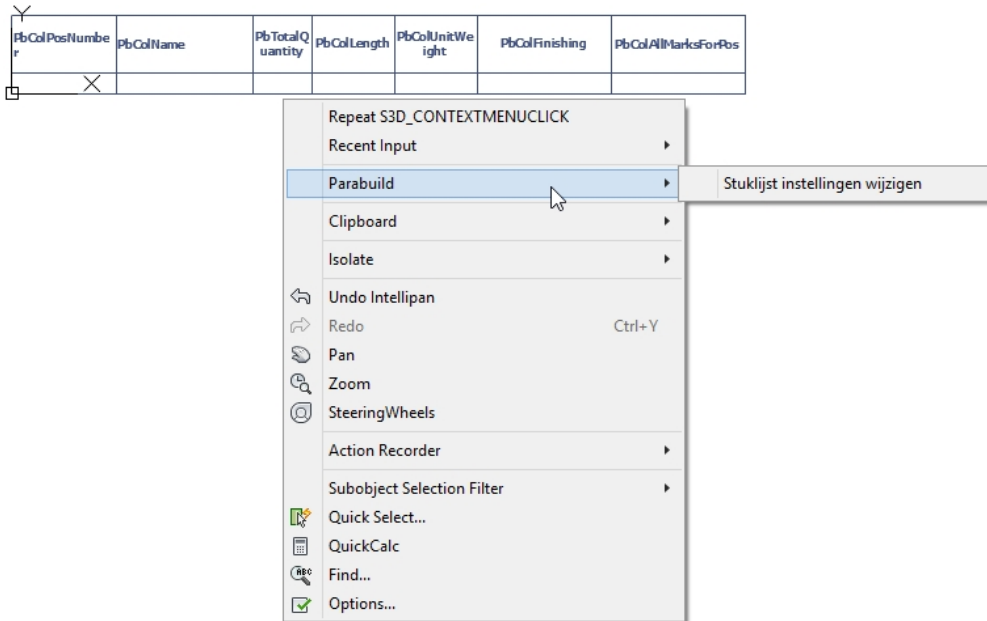 Y
PbColPosNumbe
r
PbColName
PbTotalQ
uantity
PbColLength
PbColUnitWe
ight
PbColFinishing
PbColAllMarksForPos
X
Repeat S3D_CONTEXTMENUCLICK
Recent Input
Parabuild
Stuklijst instellingen wijzigen
Clipboard
Isolate
Undo Intellipan
Redo Ctrl+Y
Pan
Zoom
SteeringWheels
Action Recorder
Subobject Selection Filter
Quick Select...
QuickCalc
ABC
Find...
Options...